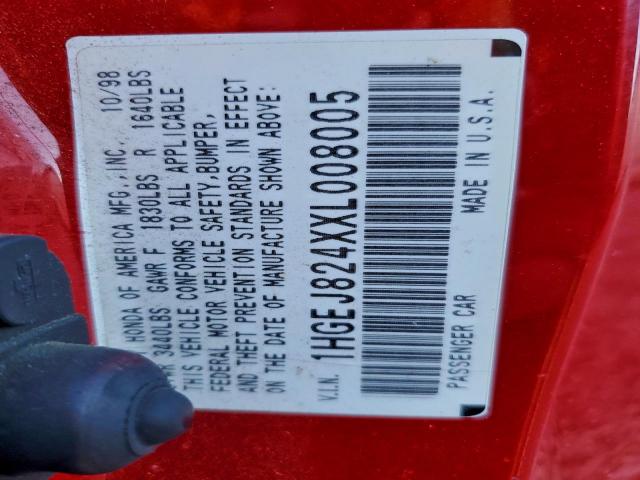 HONDA OF AMERICA MFG.,INC. 10/98
3440LBS GAWR F 1830LBS R 1640LBS
THIS VEHICLE CONFORMS TO ALL APPLICABLE
FEDERAL MOTOR VEHICLE SAFETY,BUMPER,
AND THEFT PREVENTION STANDARDS IN EFFECT
ON THE DATE OF MANUFACTURE SHOWN ABOVE:
V.I.N. 1HGEJ824XXL008005
PASSENGER CAR MADE IN U.S.A.